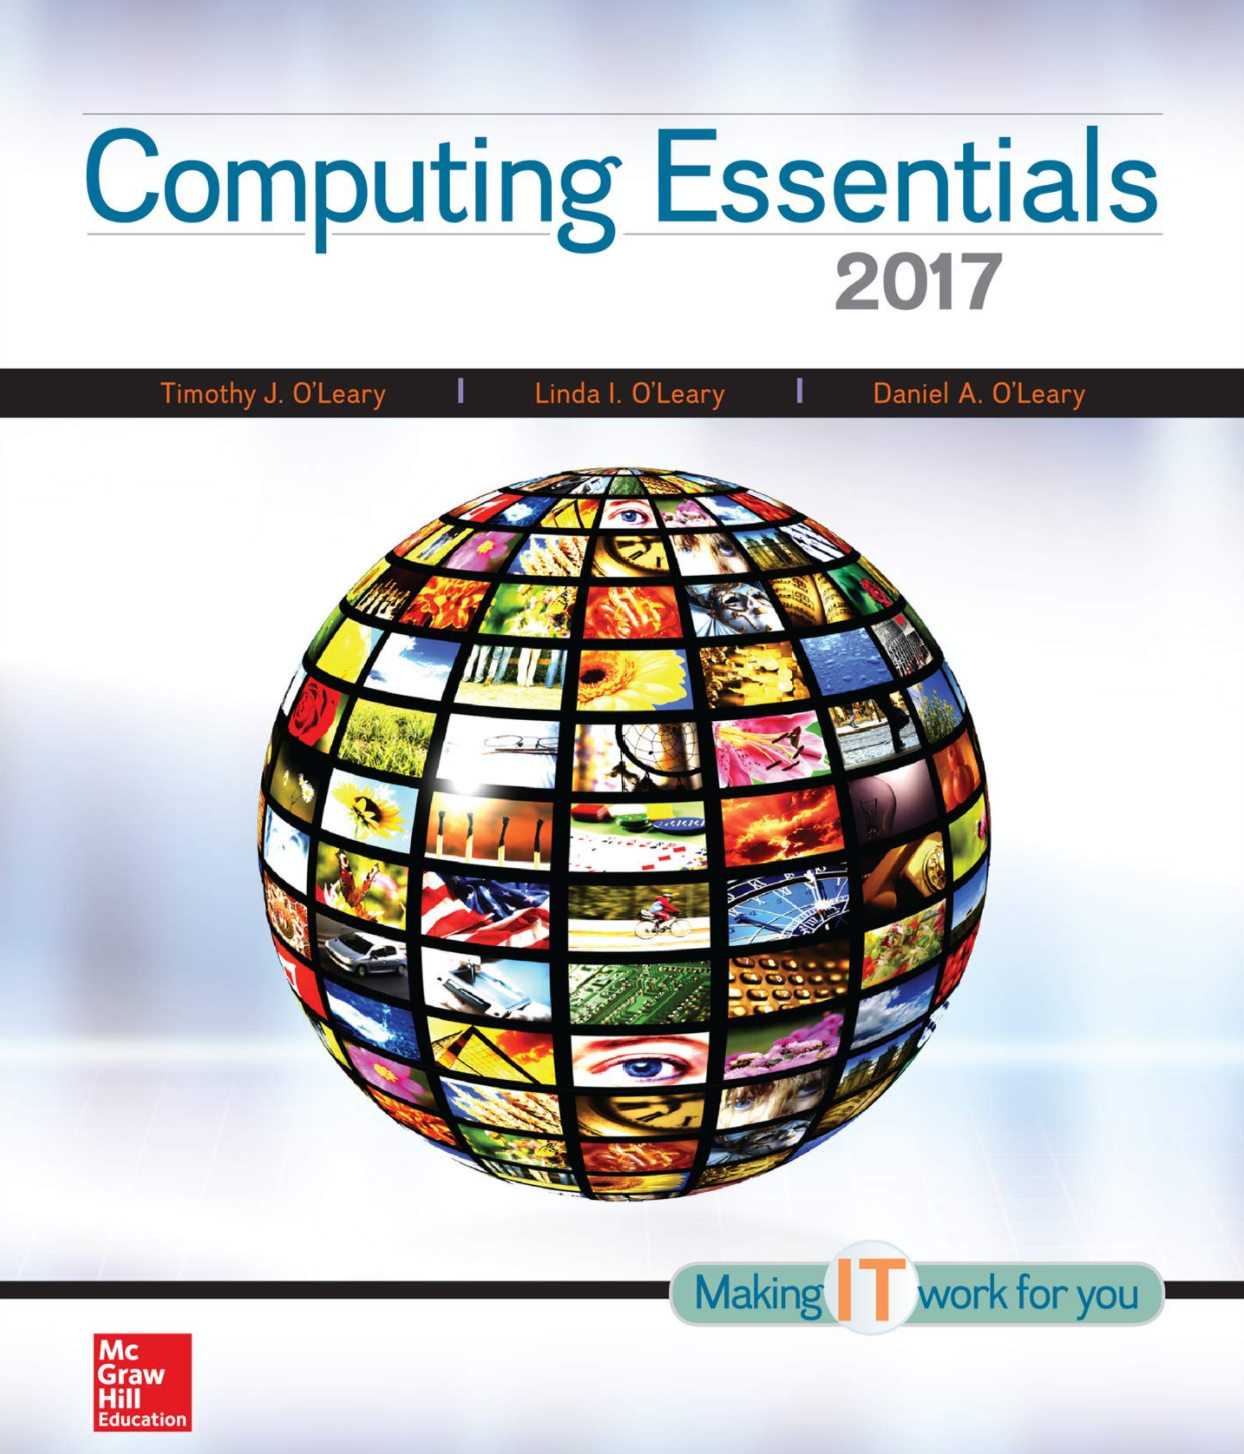 Computing Essentials
2017
Timothy J. O'Leary | Linda I. O'Leary | Daniel A. O'Leary
Making IT work for you
Mc
Graw
Hill
Education